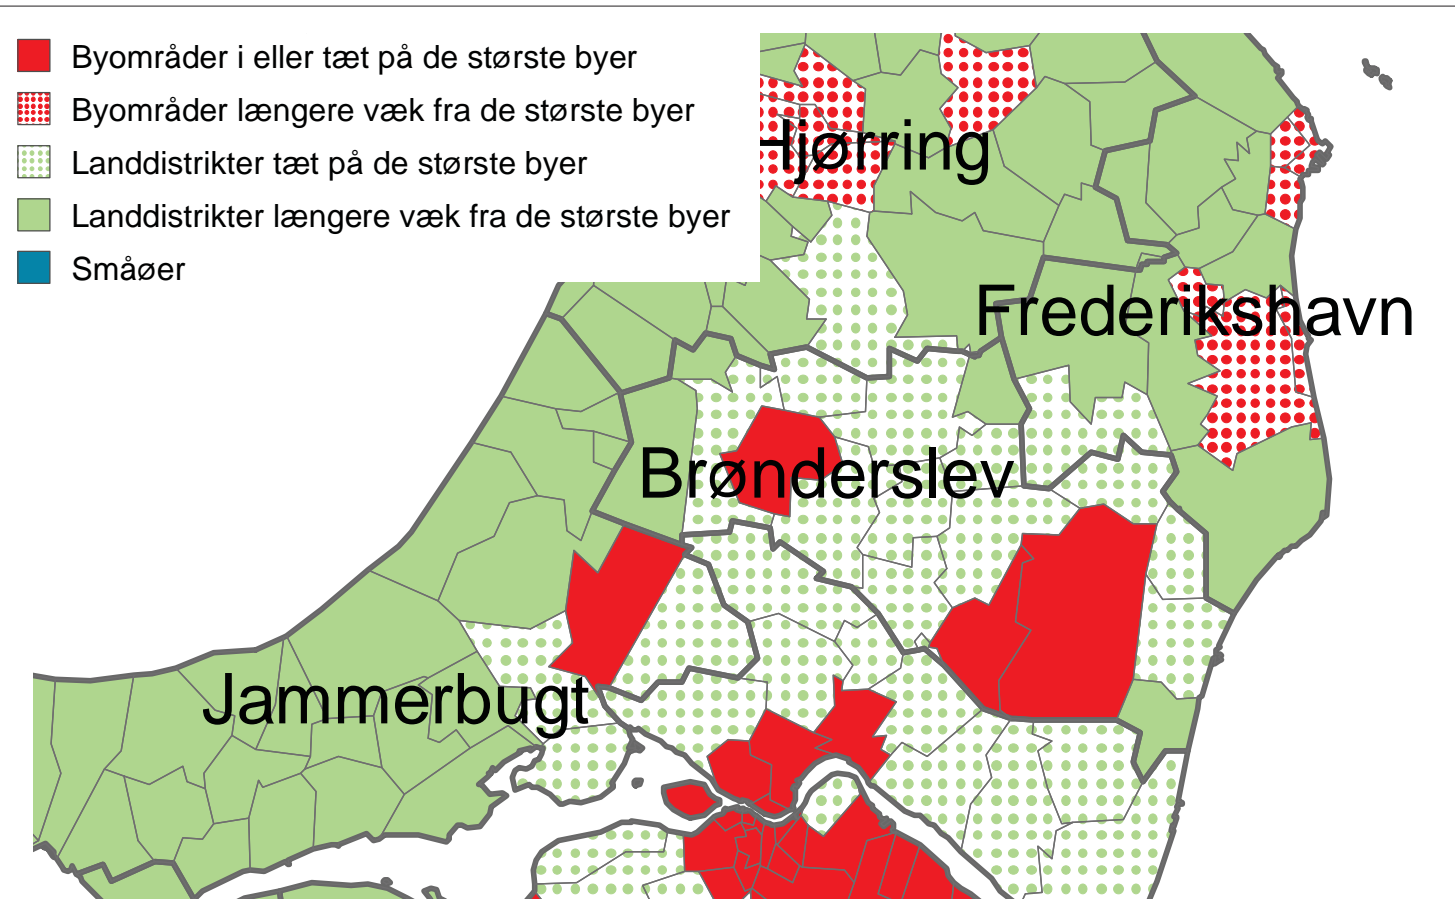 Byområder i eller tæt på de største byer
Byområder længere væk fra de største byer
Landdistrikter tæt på de største byer
Landdistrikter længere væk fra de største byer
Småøer
Hjørring
Frederikshavn
Brønderslev
Jammerbugt